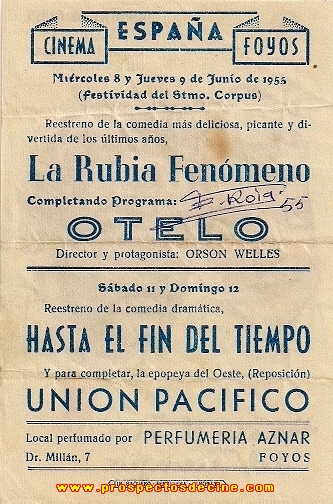 ESPAÑA
CINEMA FOYOS
Miércoles 8 y Jueves 9 de Junio de 1955
(Festividad del Stmo. Corpus)
Reestreno de la comedia más deliciosa, picante y di-
vertida de los últimos años,
La Rubia Fenómeno
Completando Programa: E. Roig 55
OTELO
Director y protagonista: ORSON WELLES
Sábado 11 y Domingo 12
Reestreno de la comedia dramática,
HASTA EL FIN DEL TIEMPO
Y para completar, la epopeya del Oeste, (Reposición)
UNION PACIFICO
Local perfumado por PERFUMERIA AZNAR
Dr. Millán, 7 FOYOS
www.prospectosdecine.com